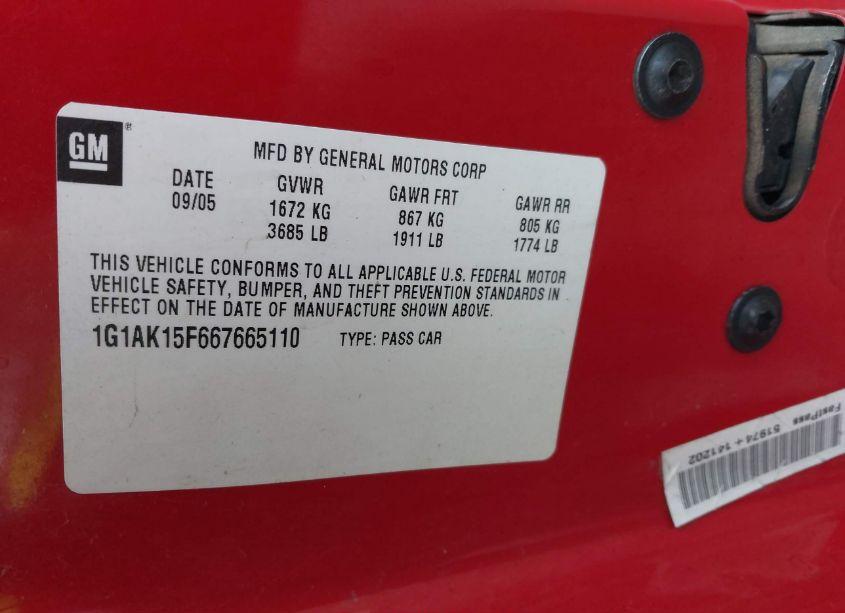 GM®
MFD BY GENERAL MOTORS CORP
DATE GVWR GAWR FRT GAWR RR
09/05 1672 KG 867 KG 805 KG
3685 LB 1911 LB 1774 LB
THIS VEHICLE CONFORMS TO ALL APPLICABLE U.S. FEDERAL MOTOR
VEHICLE SAFETY, BUMPER, AND THEFT PREVENTION STANDARDS IN
EFFECT ON THE DATE OF MANUFACTURE SHOWN ABOVE.
1G1AK15F667665110 TYPE: PASS CAR
FastPass 51974+141202